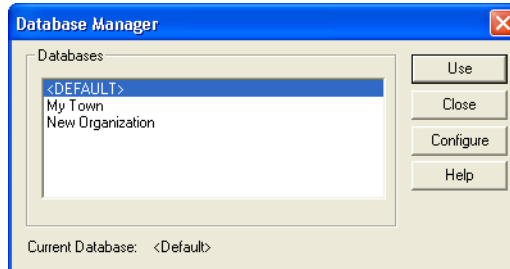 Database Manager
Databases
<DEFAULT>
My Town
New Organization
Use
Close
Configure
Help
Current Database: <Default>